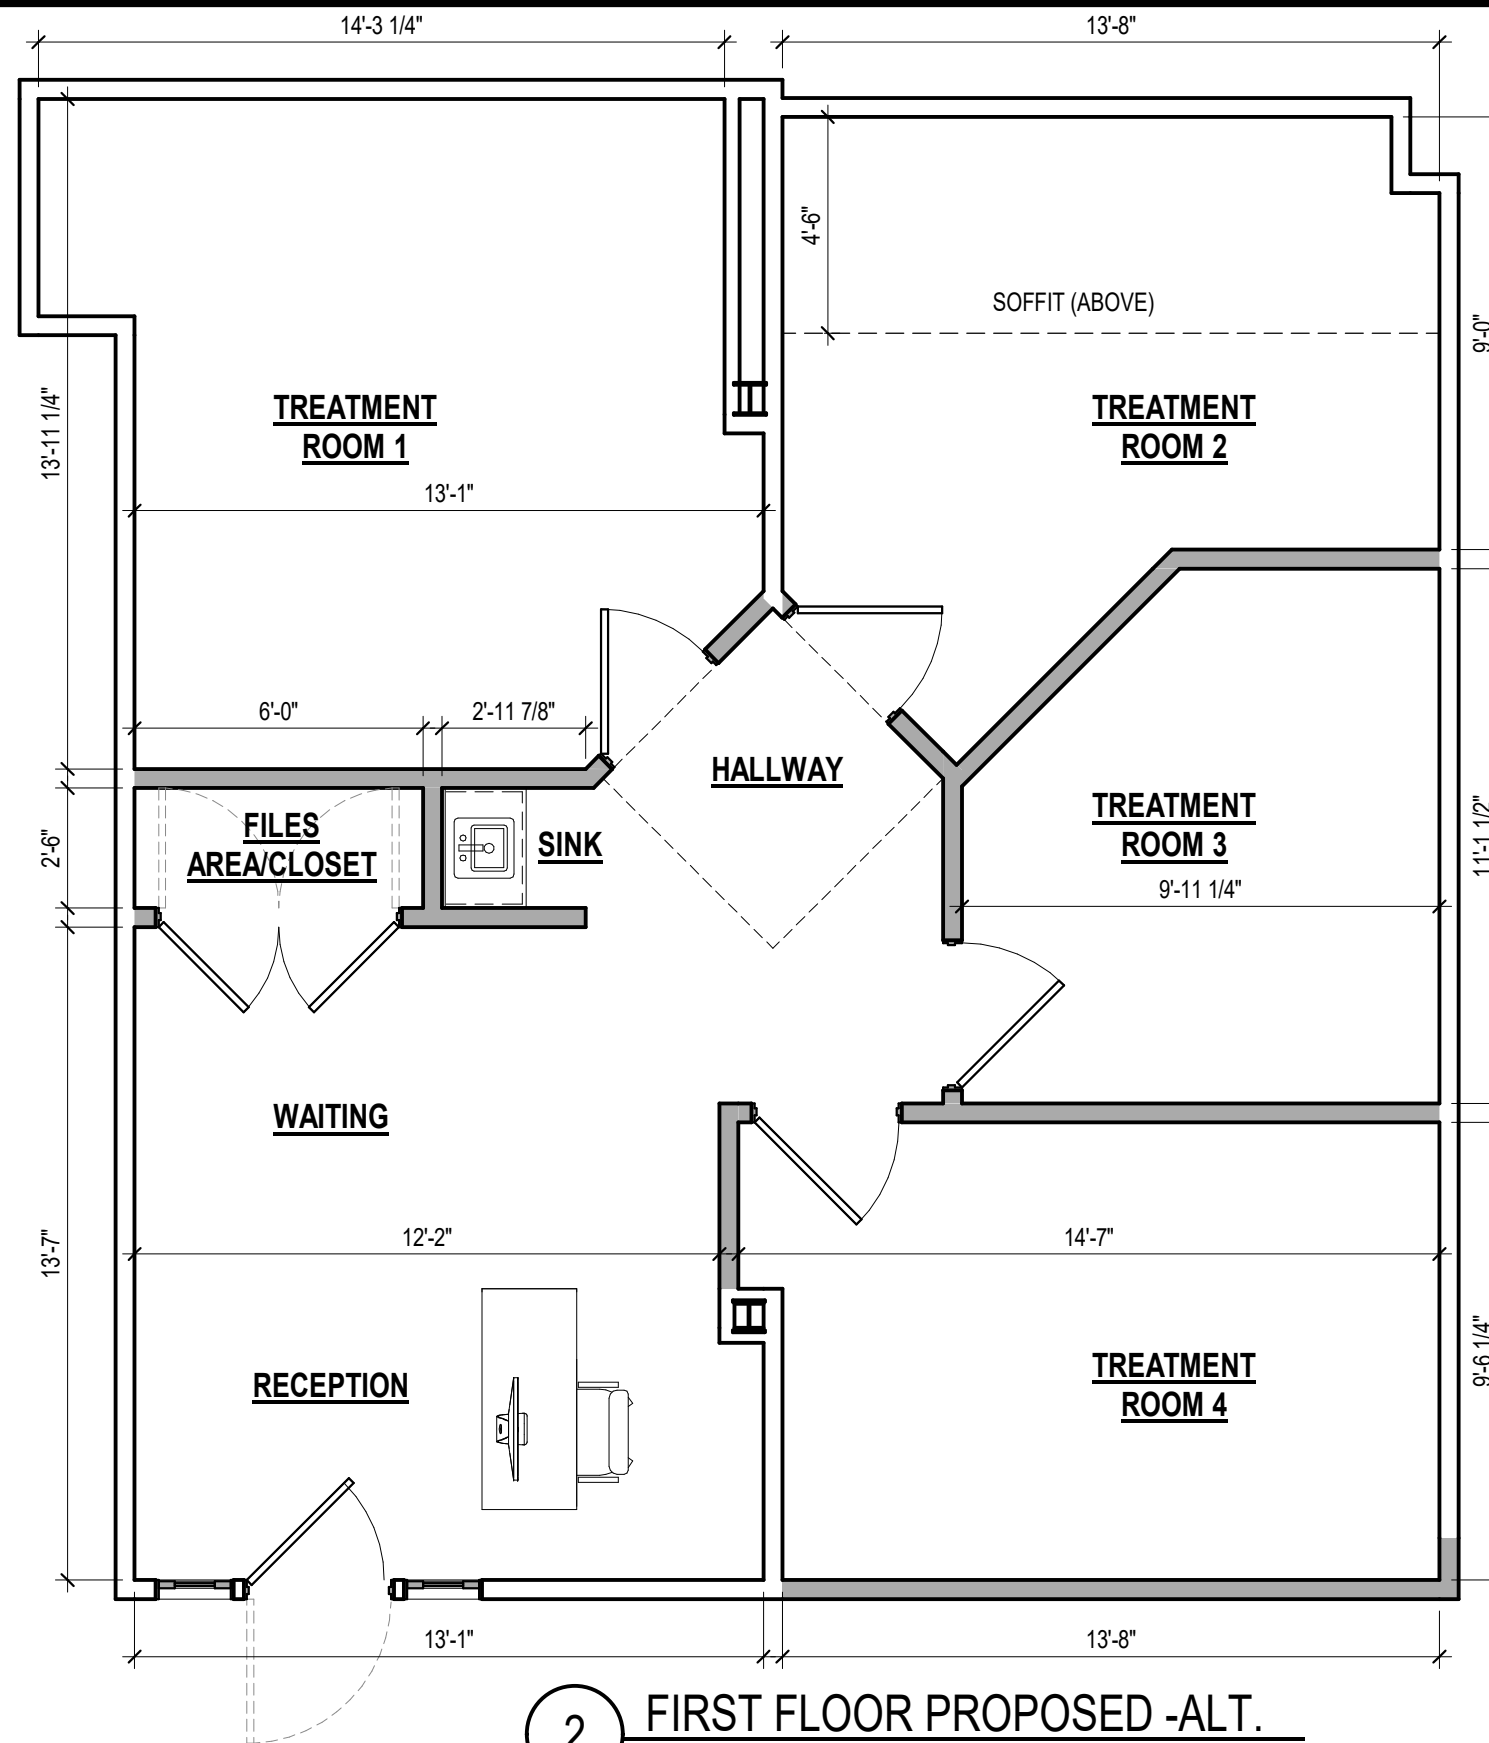 14'-3 1/4"
13'-8"
4'-6"
SOFFIT (ABOVE)
9'-0"
TREATMENT
ROOM 1
TREATMENT
ROOM 2
13'-11 1/4"
13'-1"
6'-0"
2'-11 7/8"
HALLWAY
FILES
AREA/CLOSET
SINK
2'-6"
TREATMENT
ROOM 3
11'-1 1/2"
9'-11 1/4"
WAITING
12'-2"
14'-7"
13'-7"
RECEPTION
TREATMENT
ROOM 4
9'-6 1/4"
13'-1"
13'-8"
2
FIRST FLOOR PROPOSED -ALT.